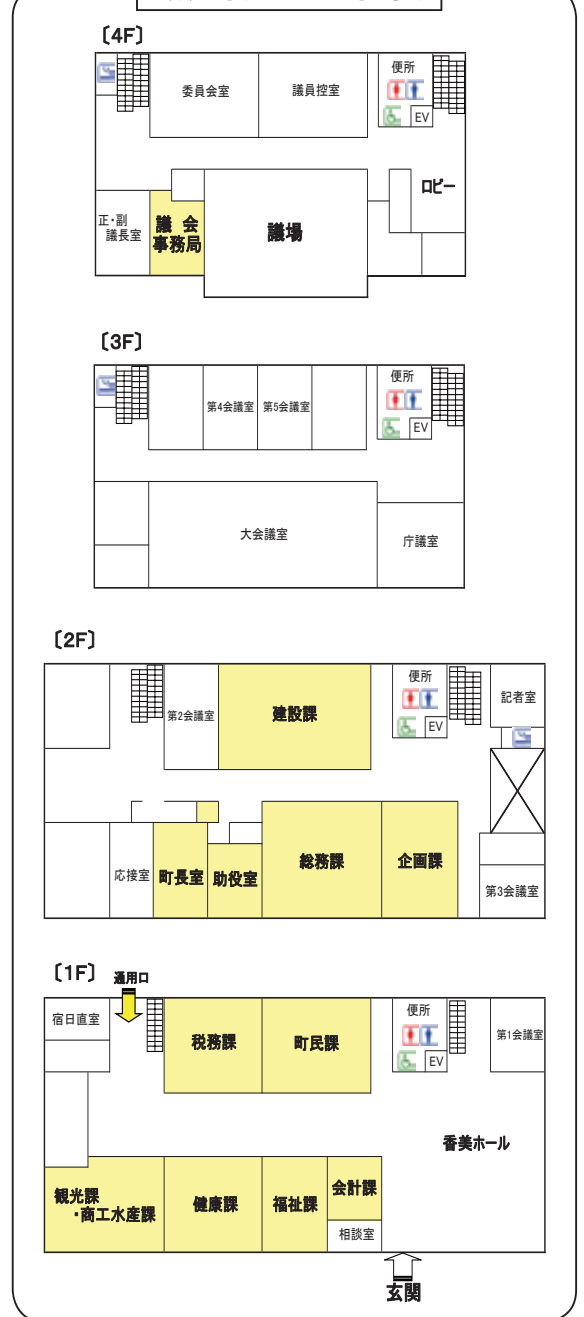 〔4F〕
委員会室
議員控室
便所
EV
ロビー
正・副
議長室
議会
事務局
議場
〔3F〕
第4会議室
第5会議室
便所
EV
大会議室
庁議室
〔2F〕
第2会議室
建設課
便所
EV
記者室
応接室
町長室
助役室
総務課
企画課
第3会議室
〔1F〕
通用口
宿日直室
税務課
町民課
便所
EV
第1会議室
香美ホール
観光課
・商工水産課
健康課
福祉課
会計課
相談室
玄関